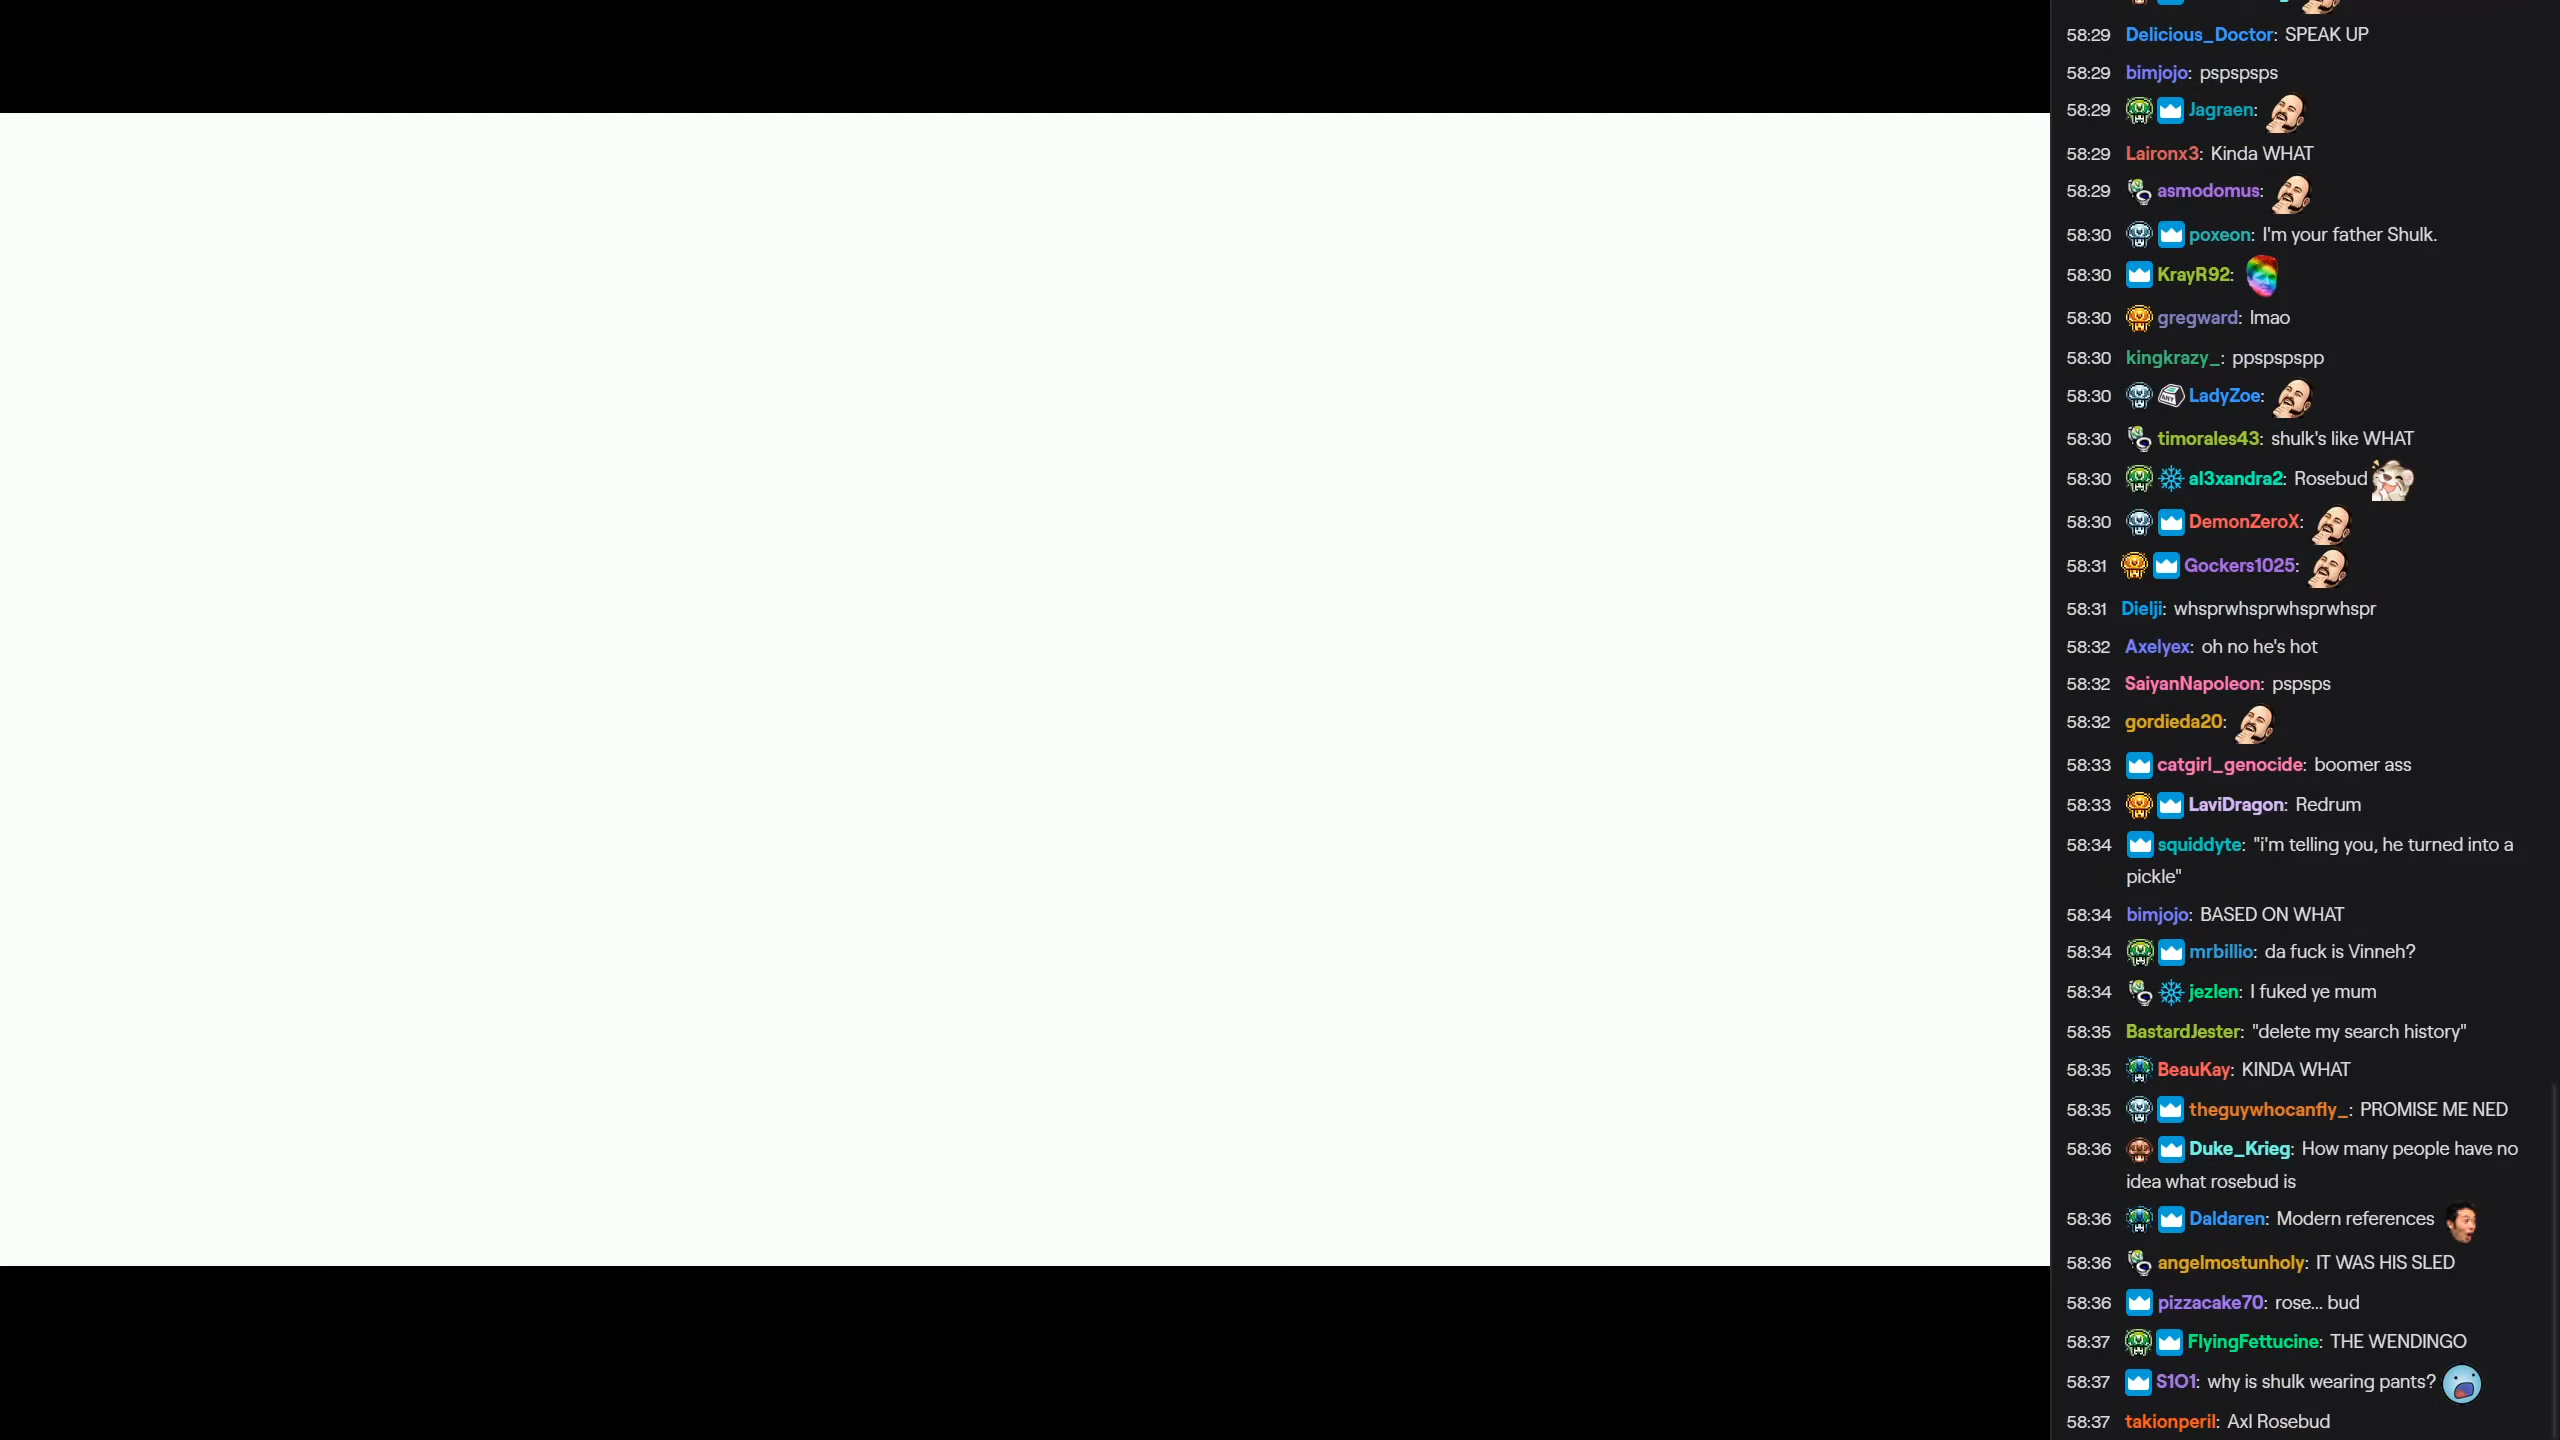 58:29 Delicious_Doctor: SPEAK UP
58:29 bimjojo: pspspsps
58:29 Jagraen:
58:29 Laironx3: Kinda WHAT
58:29 asmodomus:
58:30 poxeon: I'm your father Shulk.
58:30 KrayR92:
58:30 gregward: lmao
58:30 kingkrazy_: ppspspspp
58:30 LadyZoe:
58:30 timorales43: shulk's like WHAT
58:30 al3xandra2: Rosebud
58:30 DemonZeroX:
58:31 Gockers1025:
58:31 Dielji: whsprwhsprwhsprwhspr
58:32 Axelyex: oh no he's hot
58:32 SaiyanNapoleon: pspsps
58:32 gordieda20:
58:33 catgirl_genocide: boomer ass
58:33 LaviDragon: Redrum
58:34 squiddyte: "i'm telling you, he turned into a
pickle"
58:34 bimjojo: BASED ON WHAT
58:34 mrbillio: da fuck is Vinneh?
58:34 jezlen: I fuked ye mum
58:35 BastardJester: "delete my search history"
58:35 BeauKay: KINDA WHAT
58:35 theguywhocanfly_: PROMISE ME NED
58:36 Duke_Krieg: How many people have no
idea what rosebud is
58:36 Daldaren: Modern references
58:36 angelmostunholy: IT WAS HIS SLED
58:36 pizzacake70: rose... bud
58:37 FlyingFettucine: THE WENDINGO
58:37 S1O1: why is shulk wearing pants?
58:37 takionperil: Axl Rosebud